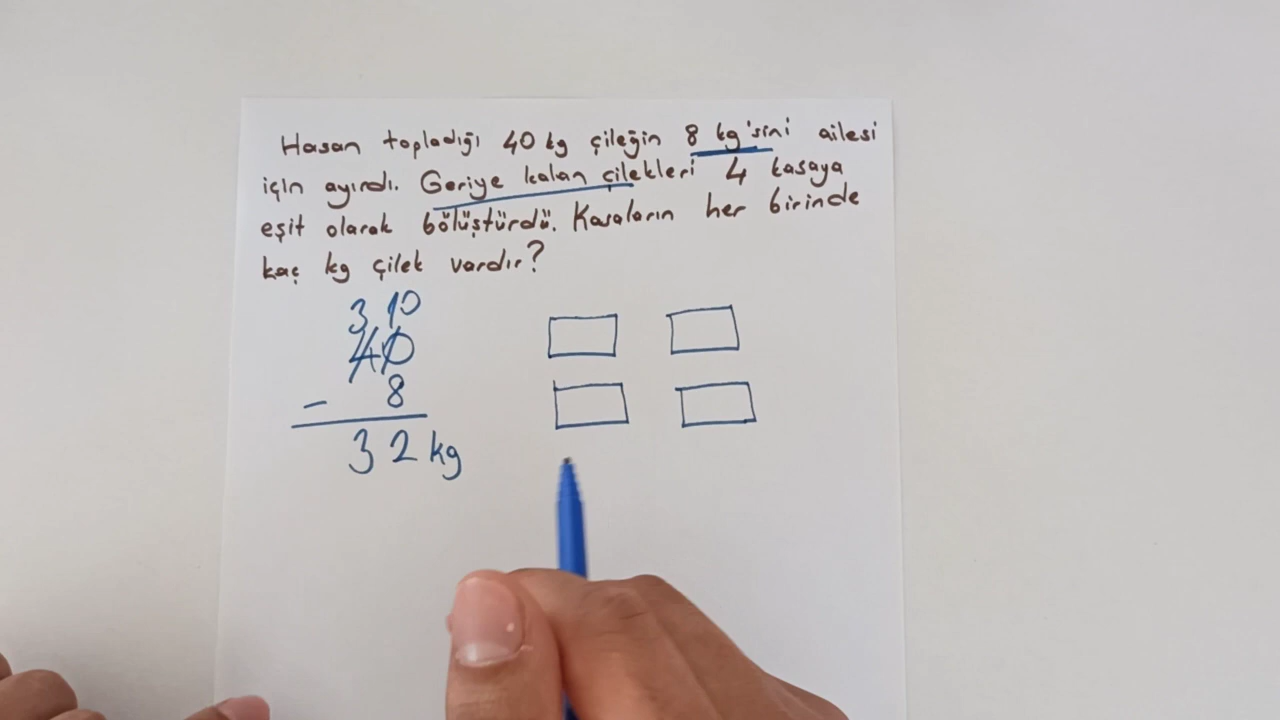 Hasan topladığı 40 kg çileğin 8 kg'sini ailesi
için ayırdı. Geriye kalan çilekleri 4 kasaya
eşit olarak bölüştürdü. Kasaların her birinde
kaç kg çilek vardır?
3 10
40
- 8
32 kg